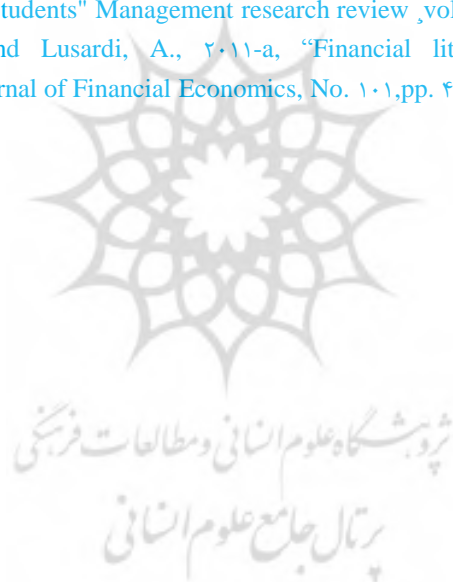 tudents" Management research review ,vol
nd Lusardi, A., ۲۰۱۱-a, “Financial lit
rnal of Financial Economics, No. ۱۰۱,pp. ۴
پژوهشگاه علوم انسانی و مطالعات فرهنگی
پرتال جامع علوم انسانی